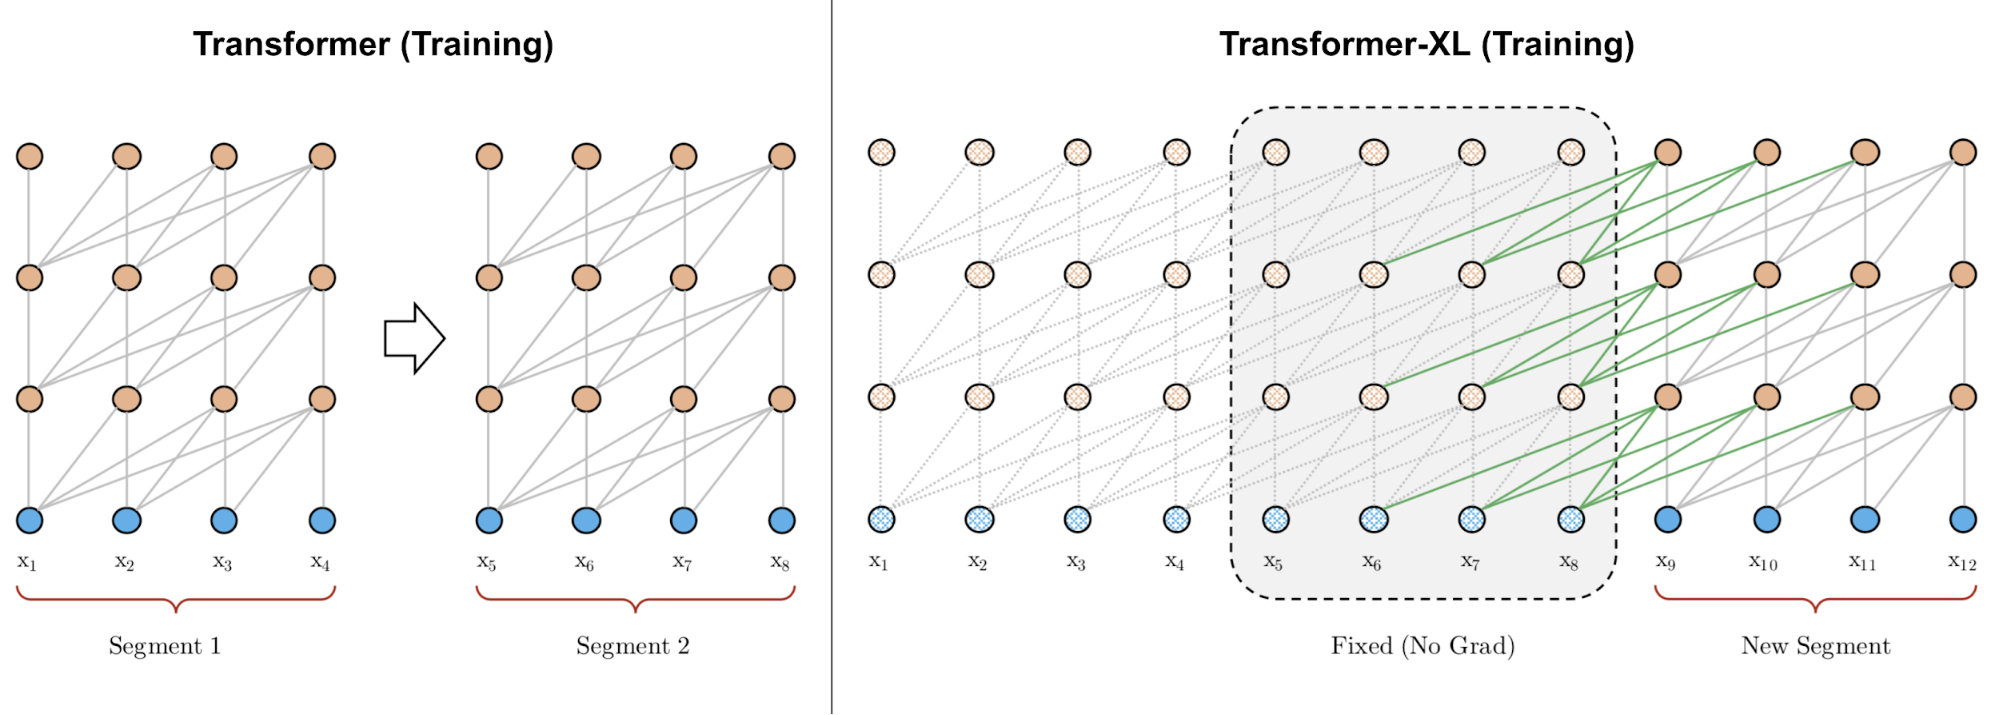 Transformer (Training)
x₁ x₂ x₃ x₄
Segment 1
x₅ x₆ x₇ x₈
Segment 2
Transformer-XL (Training)
x₁ x₂ x₃ x₄ x₅ x₆ x₇ x₈ x₉ x₁₀ x₁₁ x₁₂
Fixed (No Grad)
New Segment